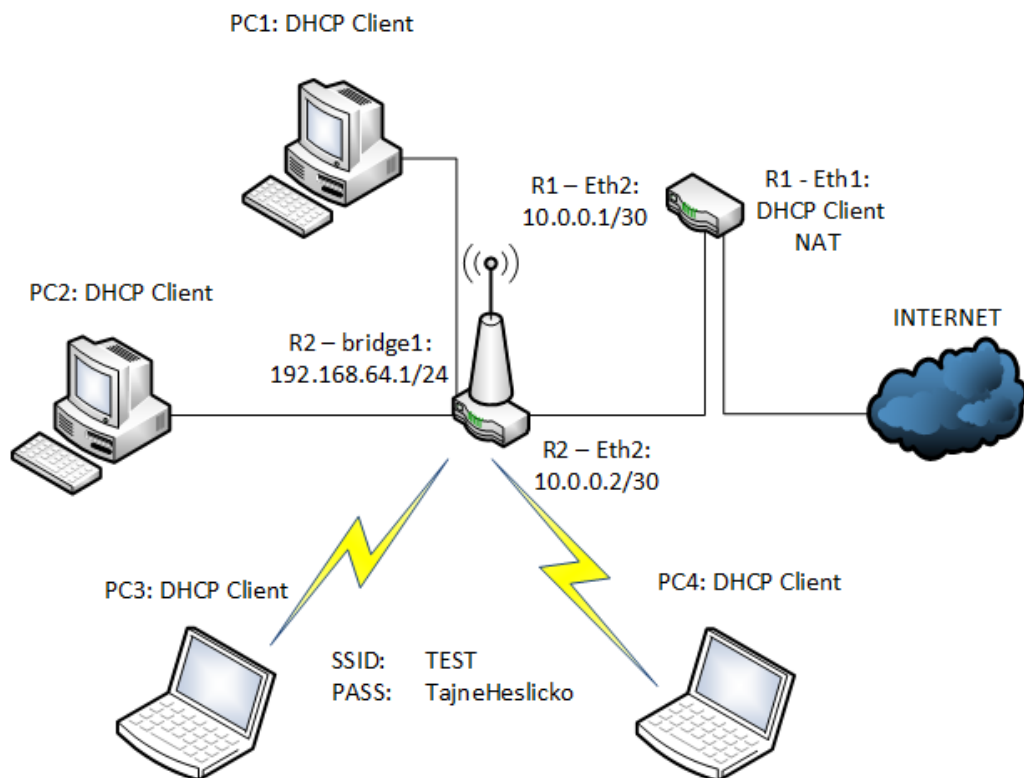 PC1: DHCP Client
R1 – Eth2:
10.0.0.1/30
R1 - Eth1:
DHCP Client
NAT
PC2: DHCP Client
INTERNET
R2 – bridge1:
192.168.64.1/24
R2 – Eth2:
10.0.0.2/30
PC3: DHCP Client
PC4: DHCP Client
SSID: TEST
PASS: TajneHeslicko